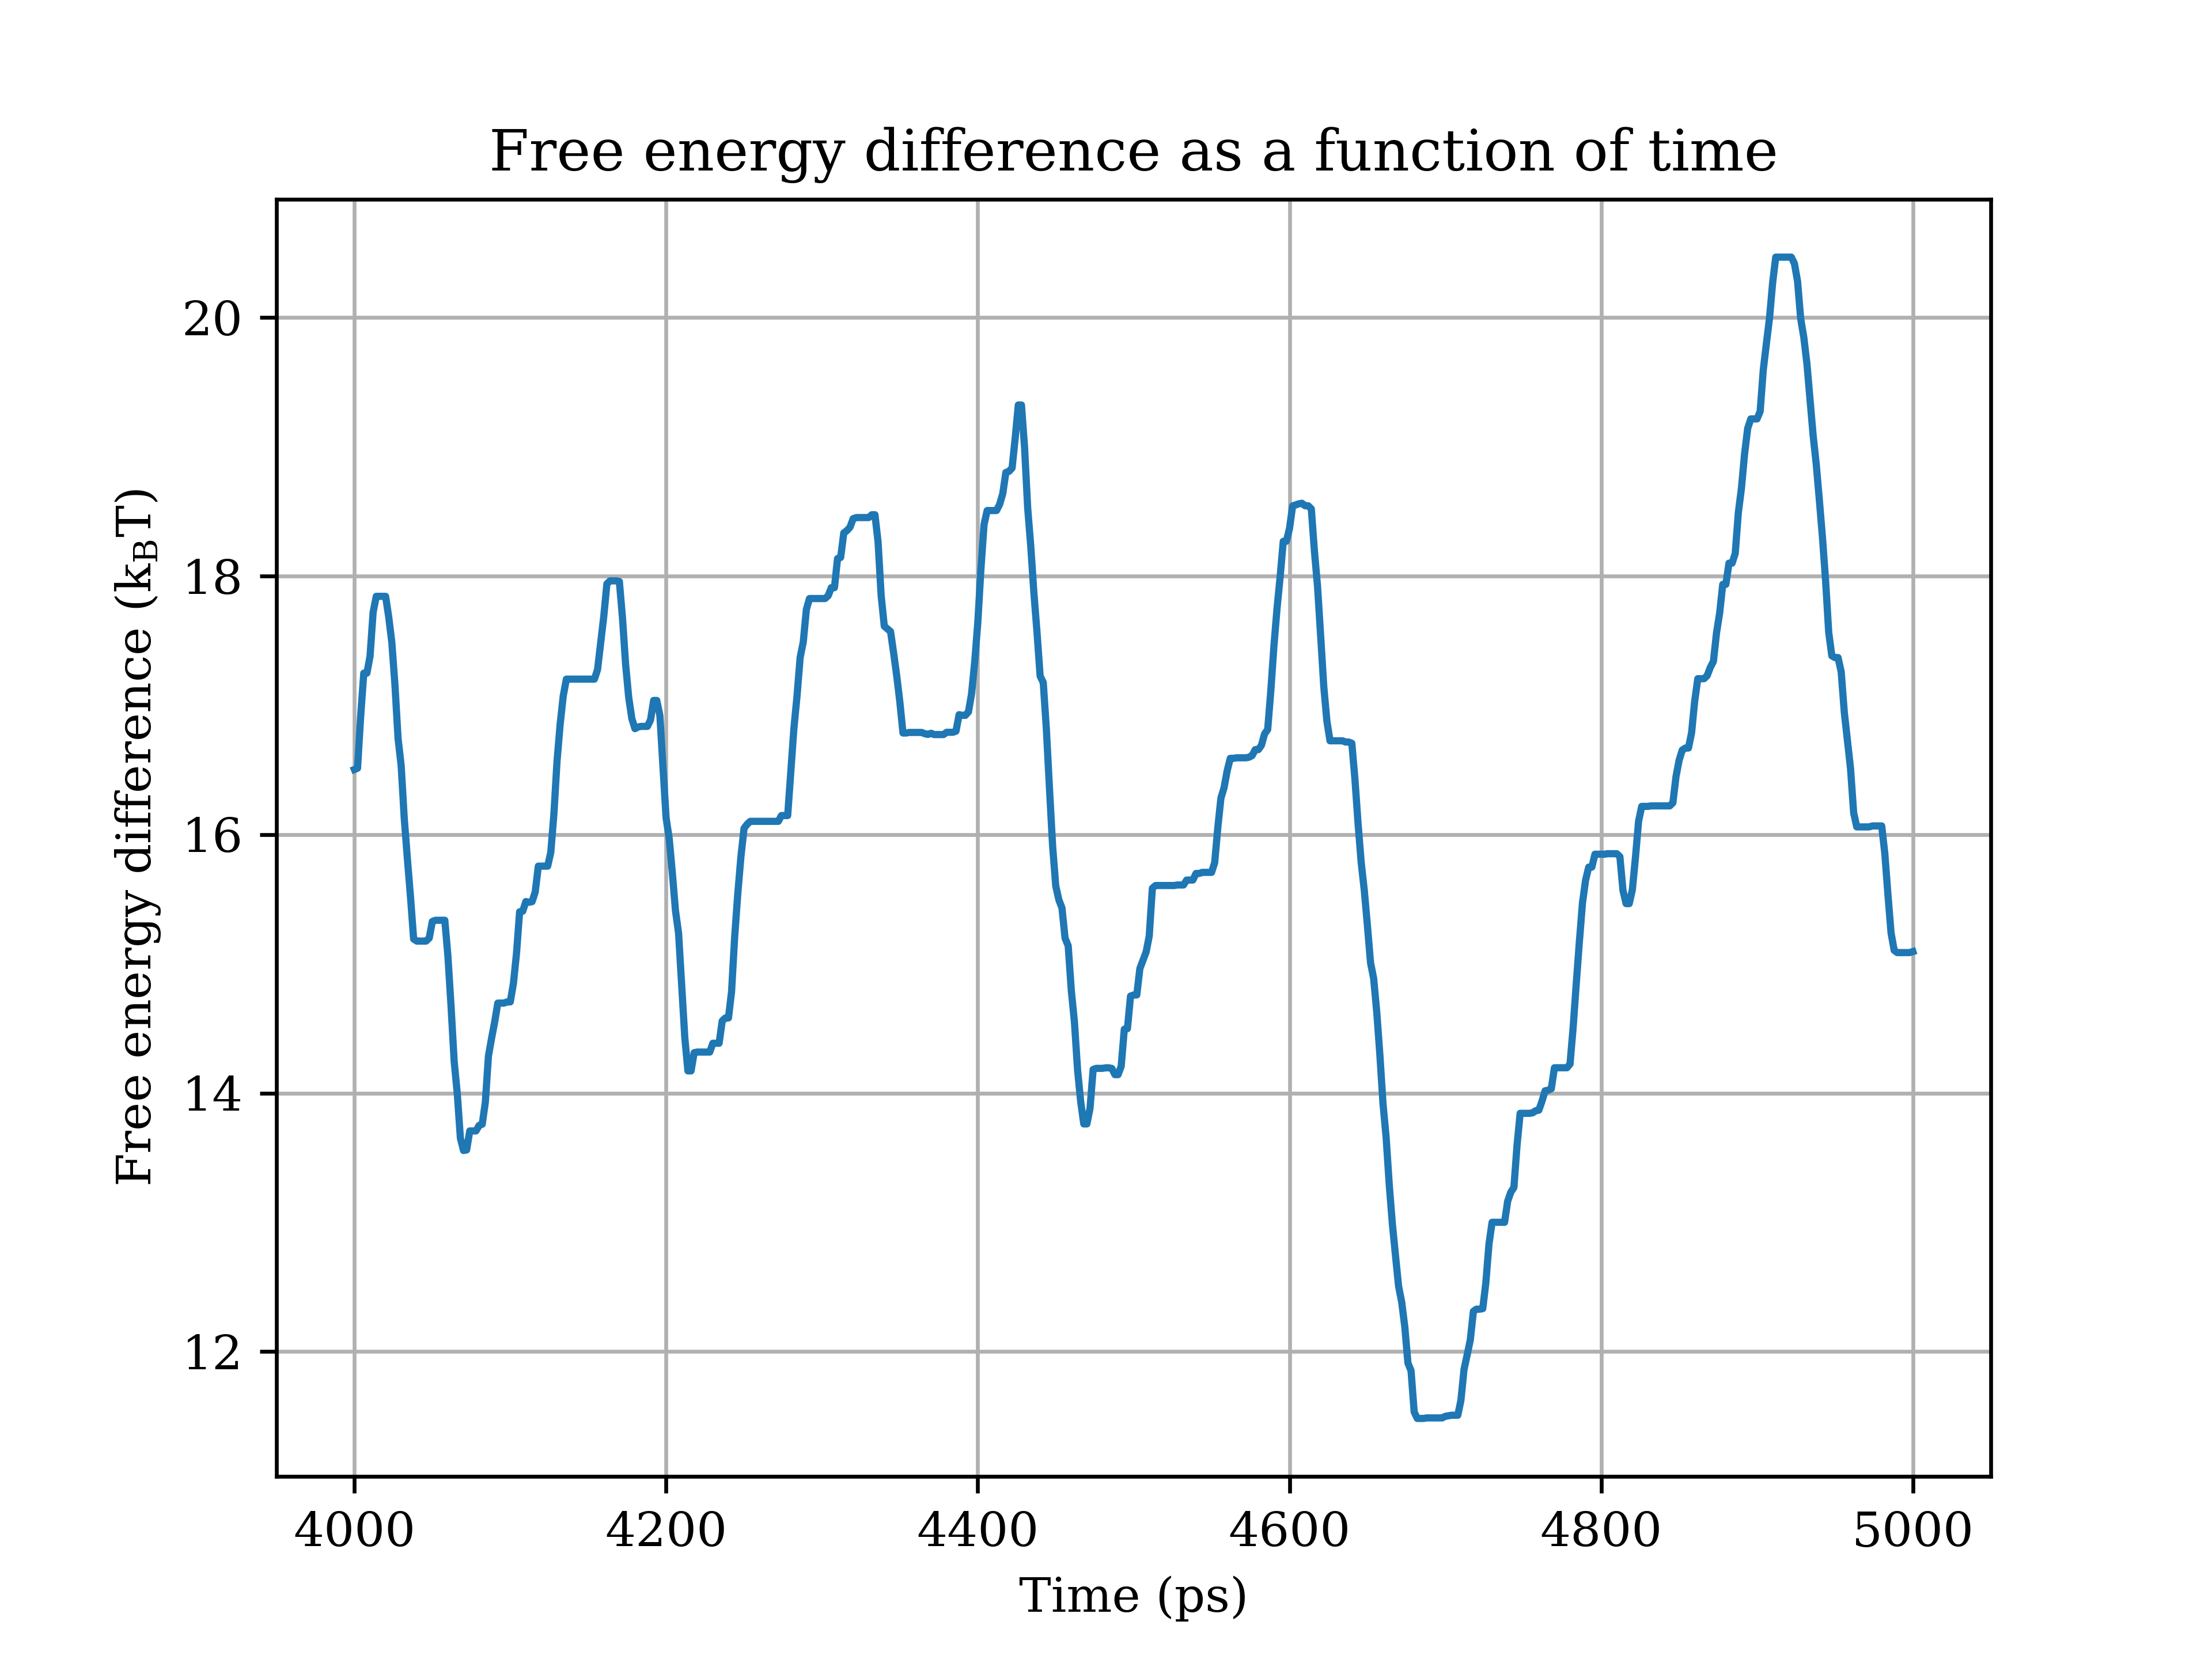 Free energy difference as a function of time
Free energy difference (k_BT)
20
18
16
14
12
4000 4200 4400 4600 4800 5000
Time (ps)